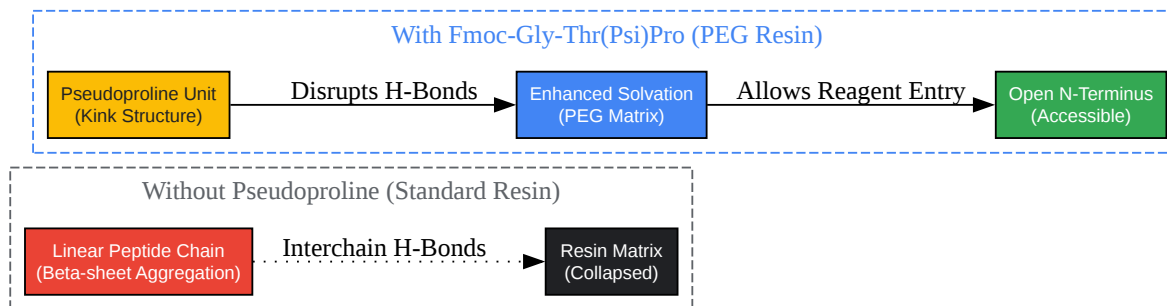 With Fmoc-Gly-Thr(Psi)Pro (PEG Resin)
Pseudoproline Unit
(Kink Structure)
Disrupts H-Bonds
Enhanced Solvation
(PEG Matrix)
Allows Reagent Entry
Open N-Terminus
(Accessible)
Without Pseudoproline (Standard Resin)
Linear Peptide Chain
(Beta-sheet Aggregation)
Interchain H-Bonds
Resin Matrix
(Collapsed)